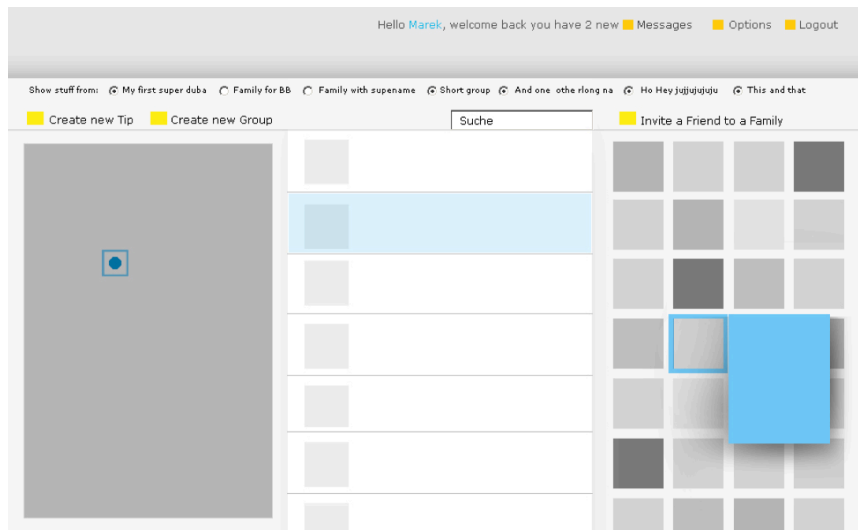 Hello Marek, welcome back you have 2 new Messages Options Logout
Show stuff from: My first super duba Family for BB Family with supename Short group And one othe rlong na Ho Hey jujjujujuju This and that
Create new Tip Create new Group Suche Invite a Friend to a Family